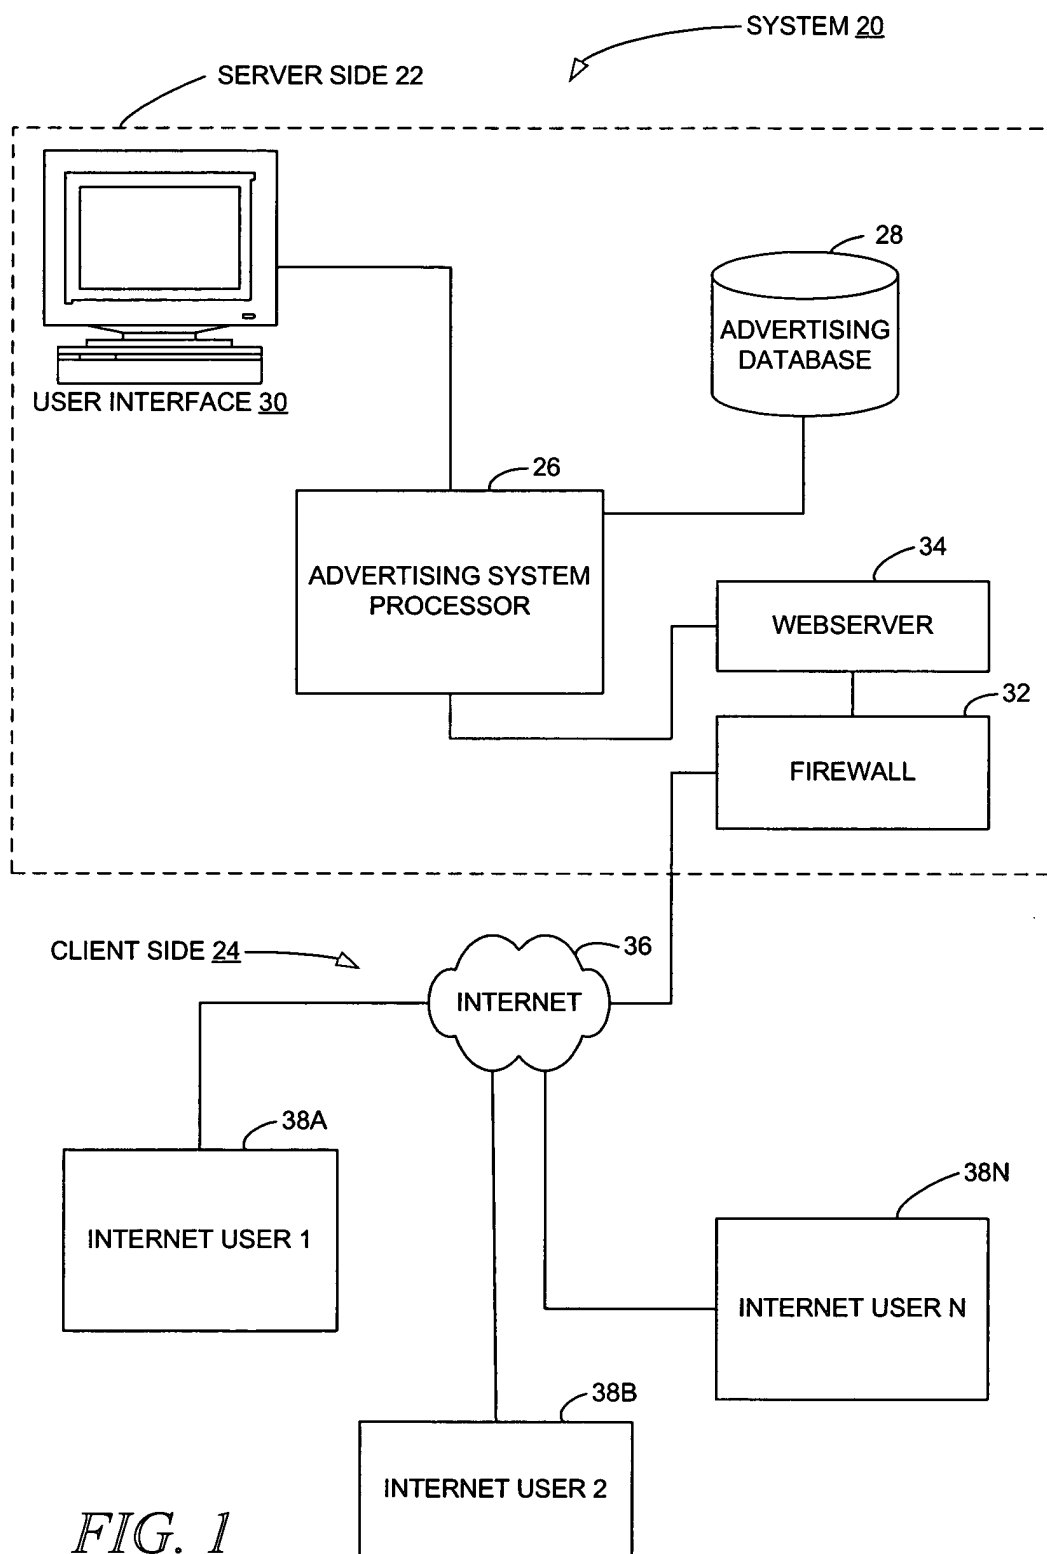 SYSTEM 20
SERVER SIDE 22
28
ADVERTISING
DATABASE
USER INTERFACE 30
26
ADVERTISING SYSTEM
PROCESSOR
34
WEBSERVER
32
FIREWALL
CLIENT SIDE 24
36
INTERNET
38A
INTERNET USER 1
38N
INTERNET USER N
38B
INTERNET USER 2
FIG. 1